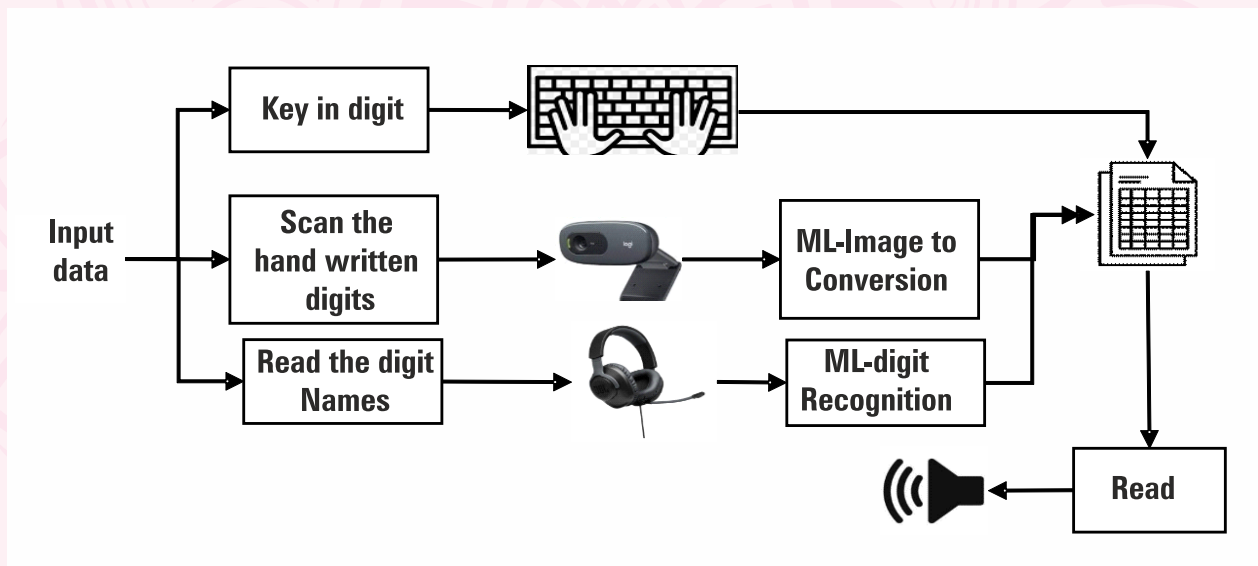 Key in digit
Input
data
Scan the
hand written
digits
logi
ML-Image to
Conversion
Read the digit
Names
ML-digit
Recognition
Read